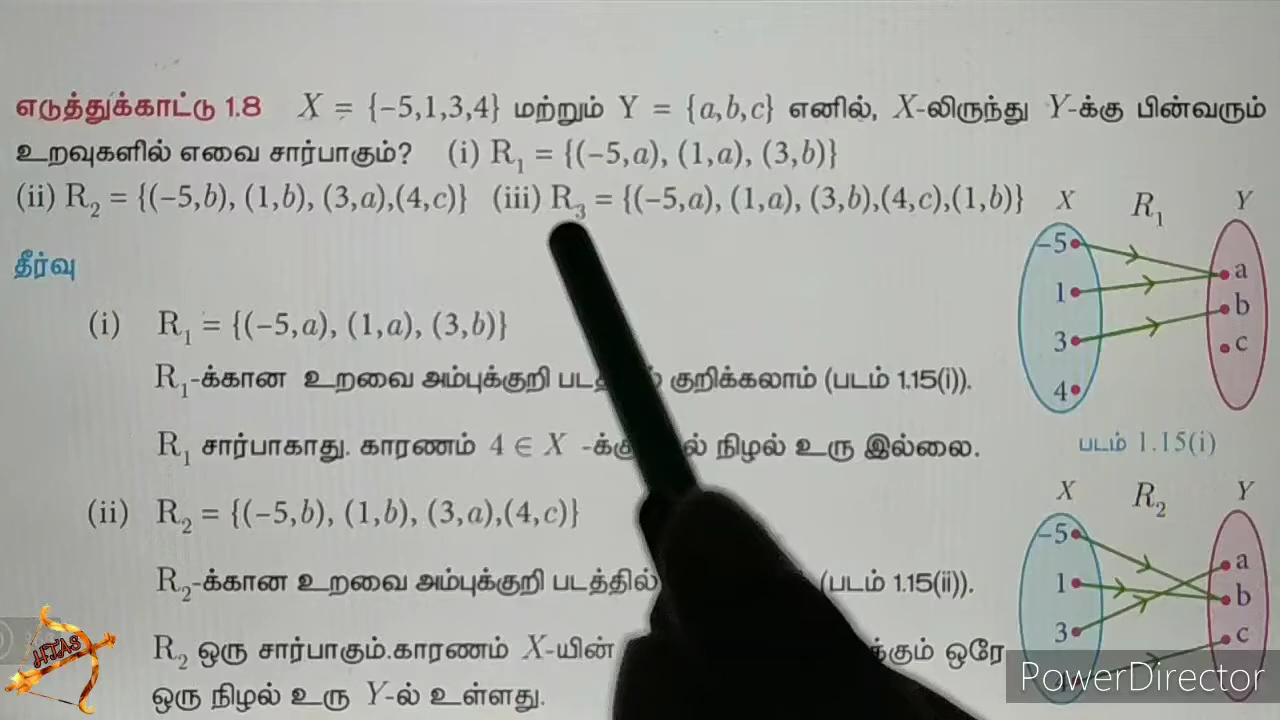 எடுத்துக்காட்டு 1.8 X = {−5,1,3,4} மற்றும் Y = {a,b,c} எனில், X-லிருந்து Y-க்கு பின்வரும்
உறவுகளில் எவை சார்பாகும்? (i) R₁ = {(−5,a), (1,a), (3,b)}
(ii) R₂ = {(−5,b), (1,b), (3,a),(4,c)} (iii) R₃ = {(−5,a), (1,a), (3,b),(4,c),(1,b)}
தீர்வு
(i) R₁ = {(−5,a), (1,a), (3,b)}
R₁-க்கான உறவை அம்புக்குறி குறிக்கலாம் (படம் 1.15(i)).
R₁ சார்பாகாது. காரணம் 4 ∈ X நிழல் உரு இல்லை.
(ii) R₂ = {(−5,b), (1,b), (3,a),(4,c)}
R₂-க்கான உறவை அம்புக்குறி படத்தில் (படம் 1.15(ii)).
R₂ ஒரு சார்பாகும்.காரணம் X-யின் ஒரே
ஒரு நிழல் உரு Y-ல் உள்ளது.
X R₁ Y
−5
1
3
4
a
b
c
படம் 1.15(i)
X R₂ Y
−5
1
3
a
b
c
HTAS
PowerDirector